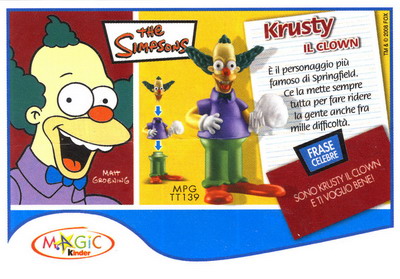 THE
SIMPSONS
Krusty
IL CLOWN
È il personaggio più
famoso di Springfield.
Ce la mette sempre
tutta per far ridere
la gente anche fra
mille difficoltà.
FRASE
CELEBRE
SONO KRUSTY IL CLOWN
E TI VOGLIO BENE!
MATT
GROENING
MPG
TT139
TM & © 2008 FOX
MAGIC
Kinder